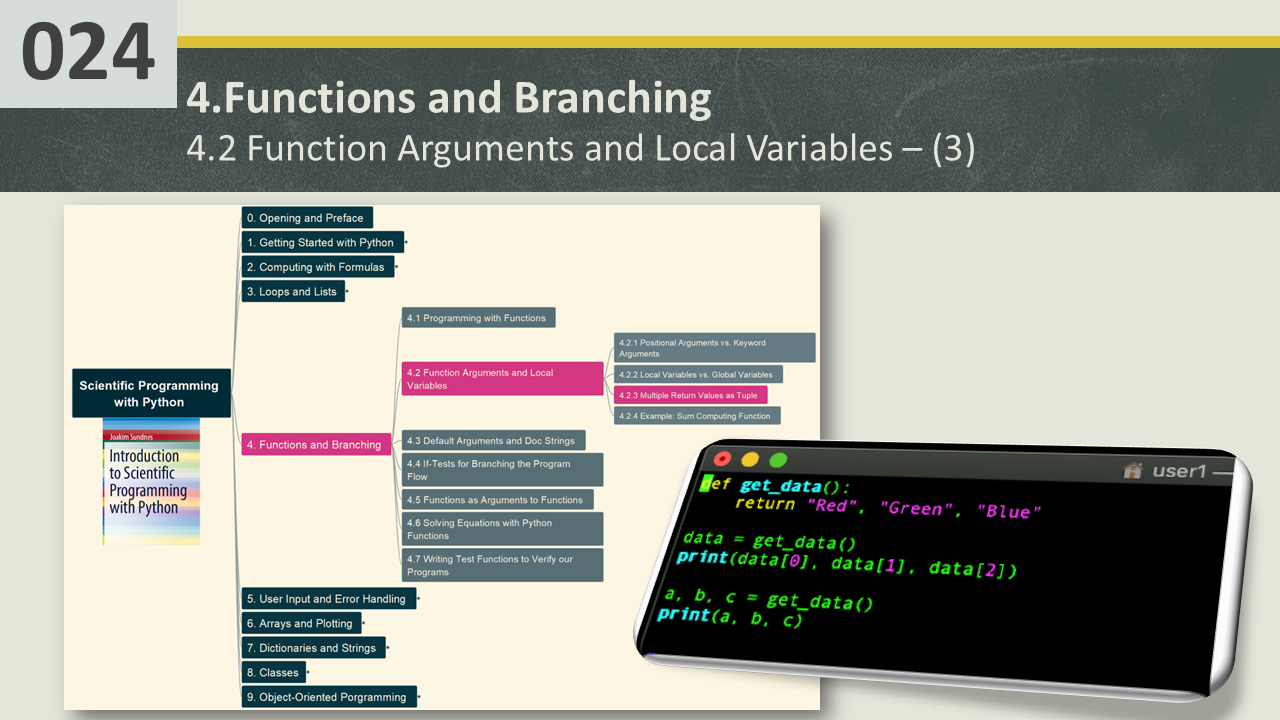 024
4.Functions and Branching
4.2 Function Arguments and Local Variables – (3)
0. Opening and Preface
1. Getting Started with Python
2. Computing with Formulas
3. Loops and Lists
4.1 Programming with Functions
4.2.1 Positional Arguments vs. Keyword
Arguments
4.2 Function Arguments and Local
Variables
4.2.2 Local Variables vs. Global Variables
4.2.3 Multiple Return Values as Tuple
4.2.4 Example: Sum Computing Function
Scientific Programming
with Python
Joakim Sundnes
Introduction
to Scientific
Programming
with Python
4. Functions and Branching
4.3 Default Arguments and Doc Strings
4.4 If-Tests for Branching the Program
Flow
4.5 Functions as Arguments to Functions
4.6 Solving Equations with Python
Functions
4.7 Writing Test Functions to Verify our
Programs
5. User Input and Error Handling
6. Arrays and Plotting
7. Dictionaries and Strings
8. Classes
9. Object-Oriented Porgramming
user1 —
def get_data():
    return "Red", "Green", "Blue"
data = get_data()
print(data[0], data[1], data[2])
a, b, c = get_data()
print(a, b, c)